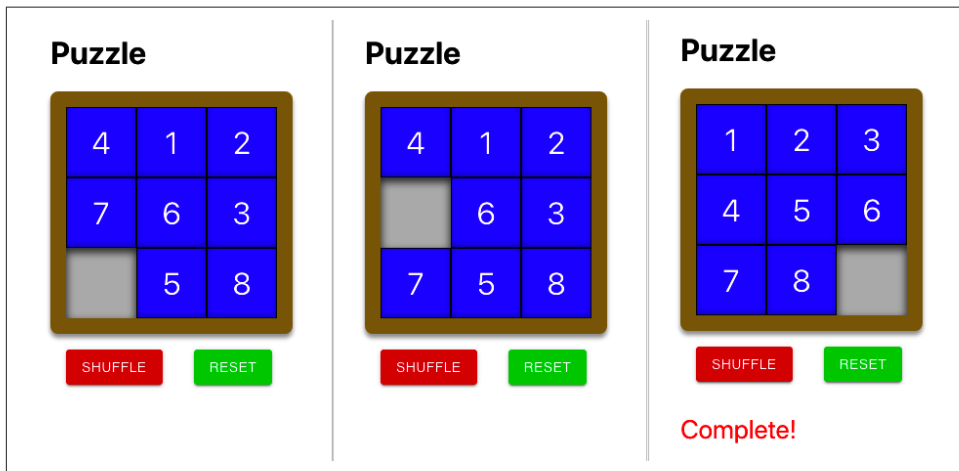 Puzzle
4 1 2
7 6 3
5 8
SHUFFLE RESET
Puzzle
4 1 2
6 3
7 5 8
SHUFFLE RESET
Puzzle
1 2 3
4 5 6
7 8
SHUFFLE RESET
Complete!